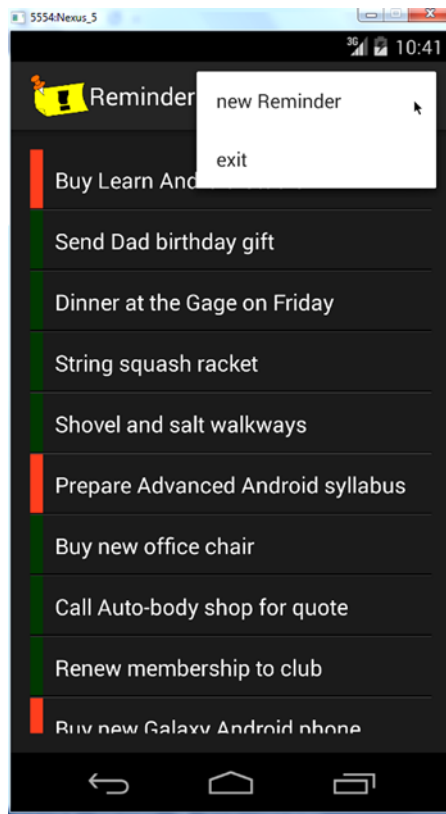 5554:Nexus_5
3G 10:41
Reminder
new Reminder
exit
Buy Learn And
Send Dad birthday gift
Dinner at the Gage on Friday
String squash racket
Shovel and salt walkways
Prepare Advanced Android syllabus
Buy new office chair
Call Auto-body shop for quote
Renew membership to club
Buy new Galaxy Android phone